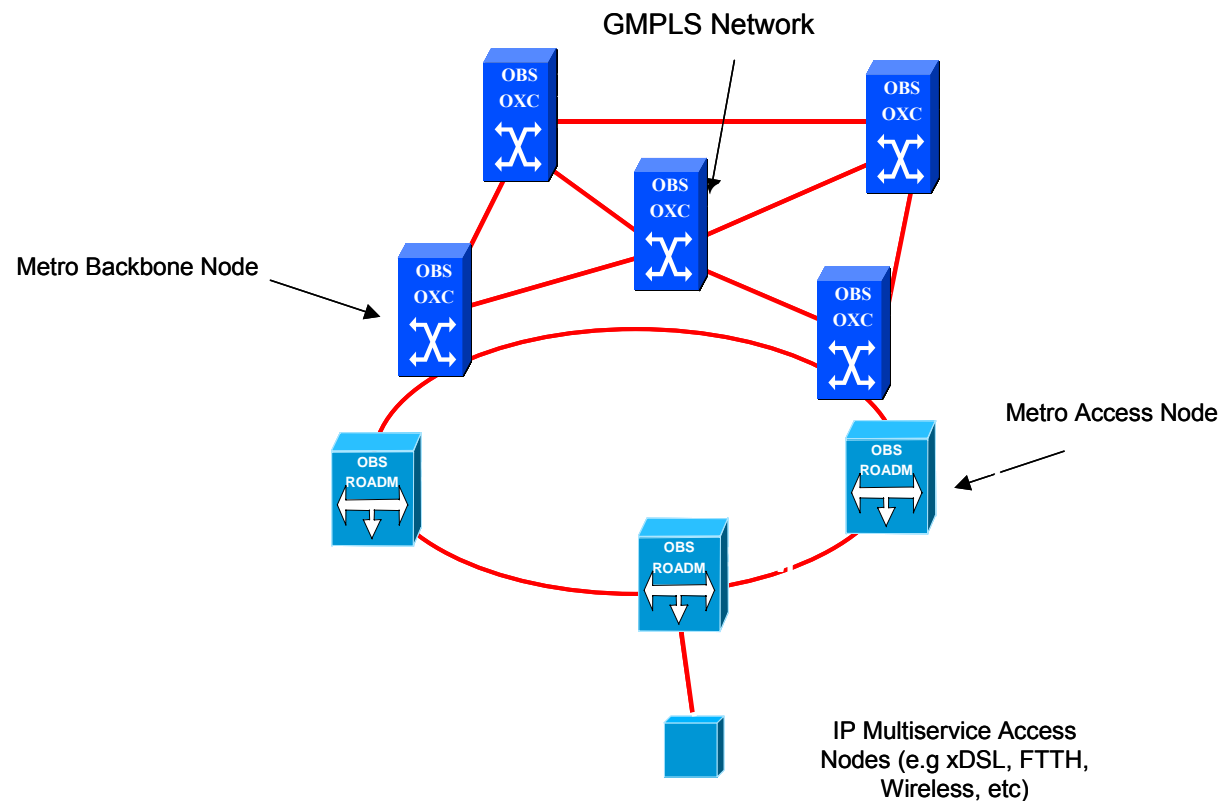 GMPLS Network
OBS
OXC
OBS
OXC
OBS
OXC
Metro Backbone Node
OBS
OXC
OBS
OXC
Metro Access Node
OBS
ROADM
OBS
ROADM
OBS
ROADM
IP Multiservice Access
Nodes (e.g xDSL, FTTH,
Wireless, etc)